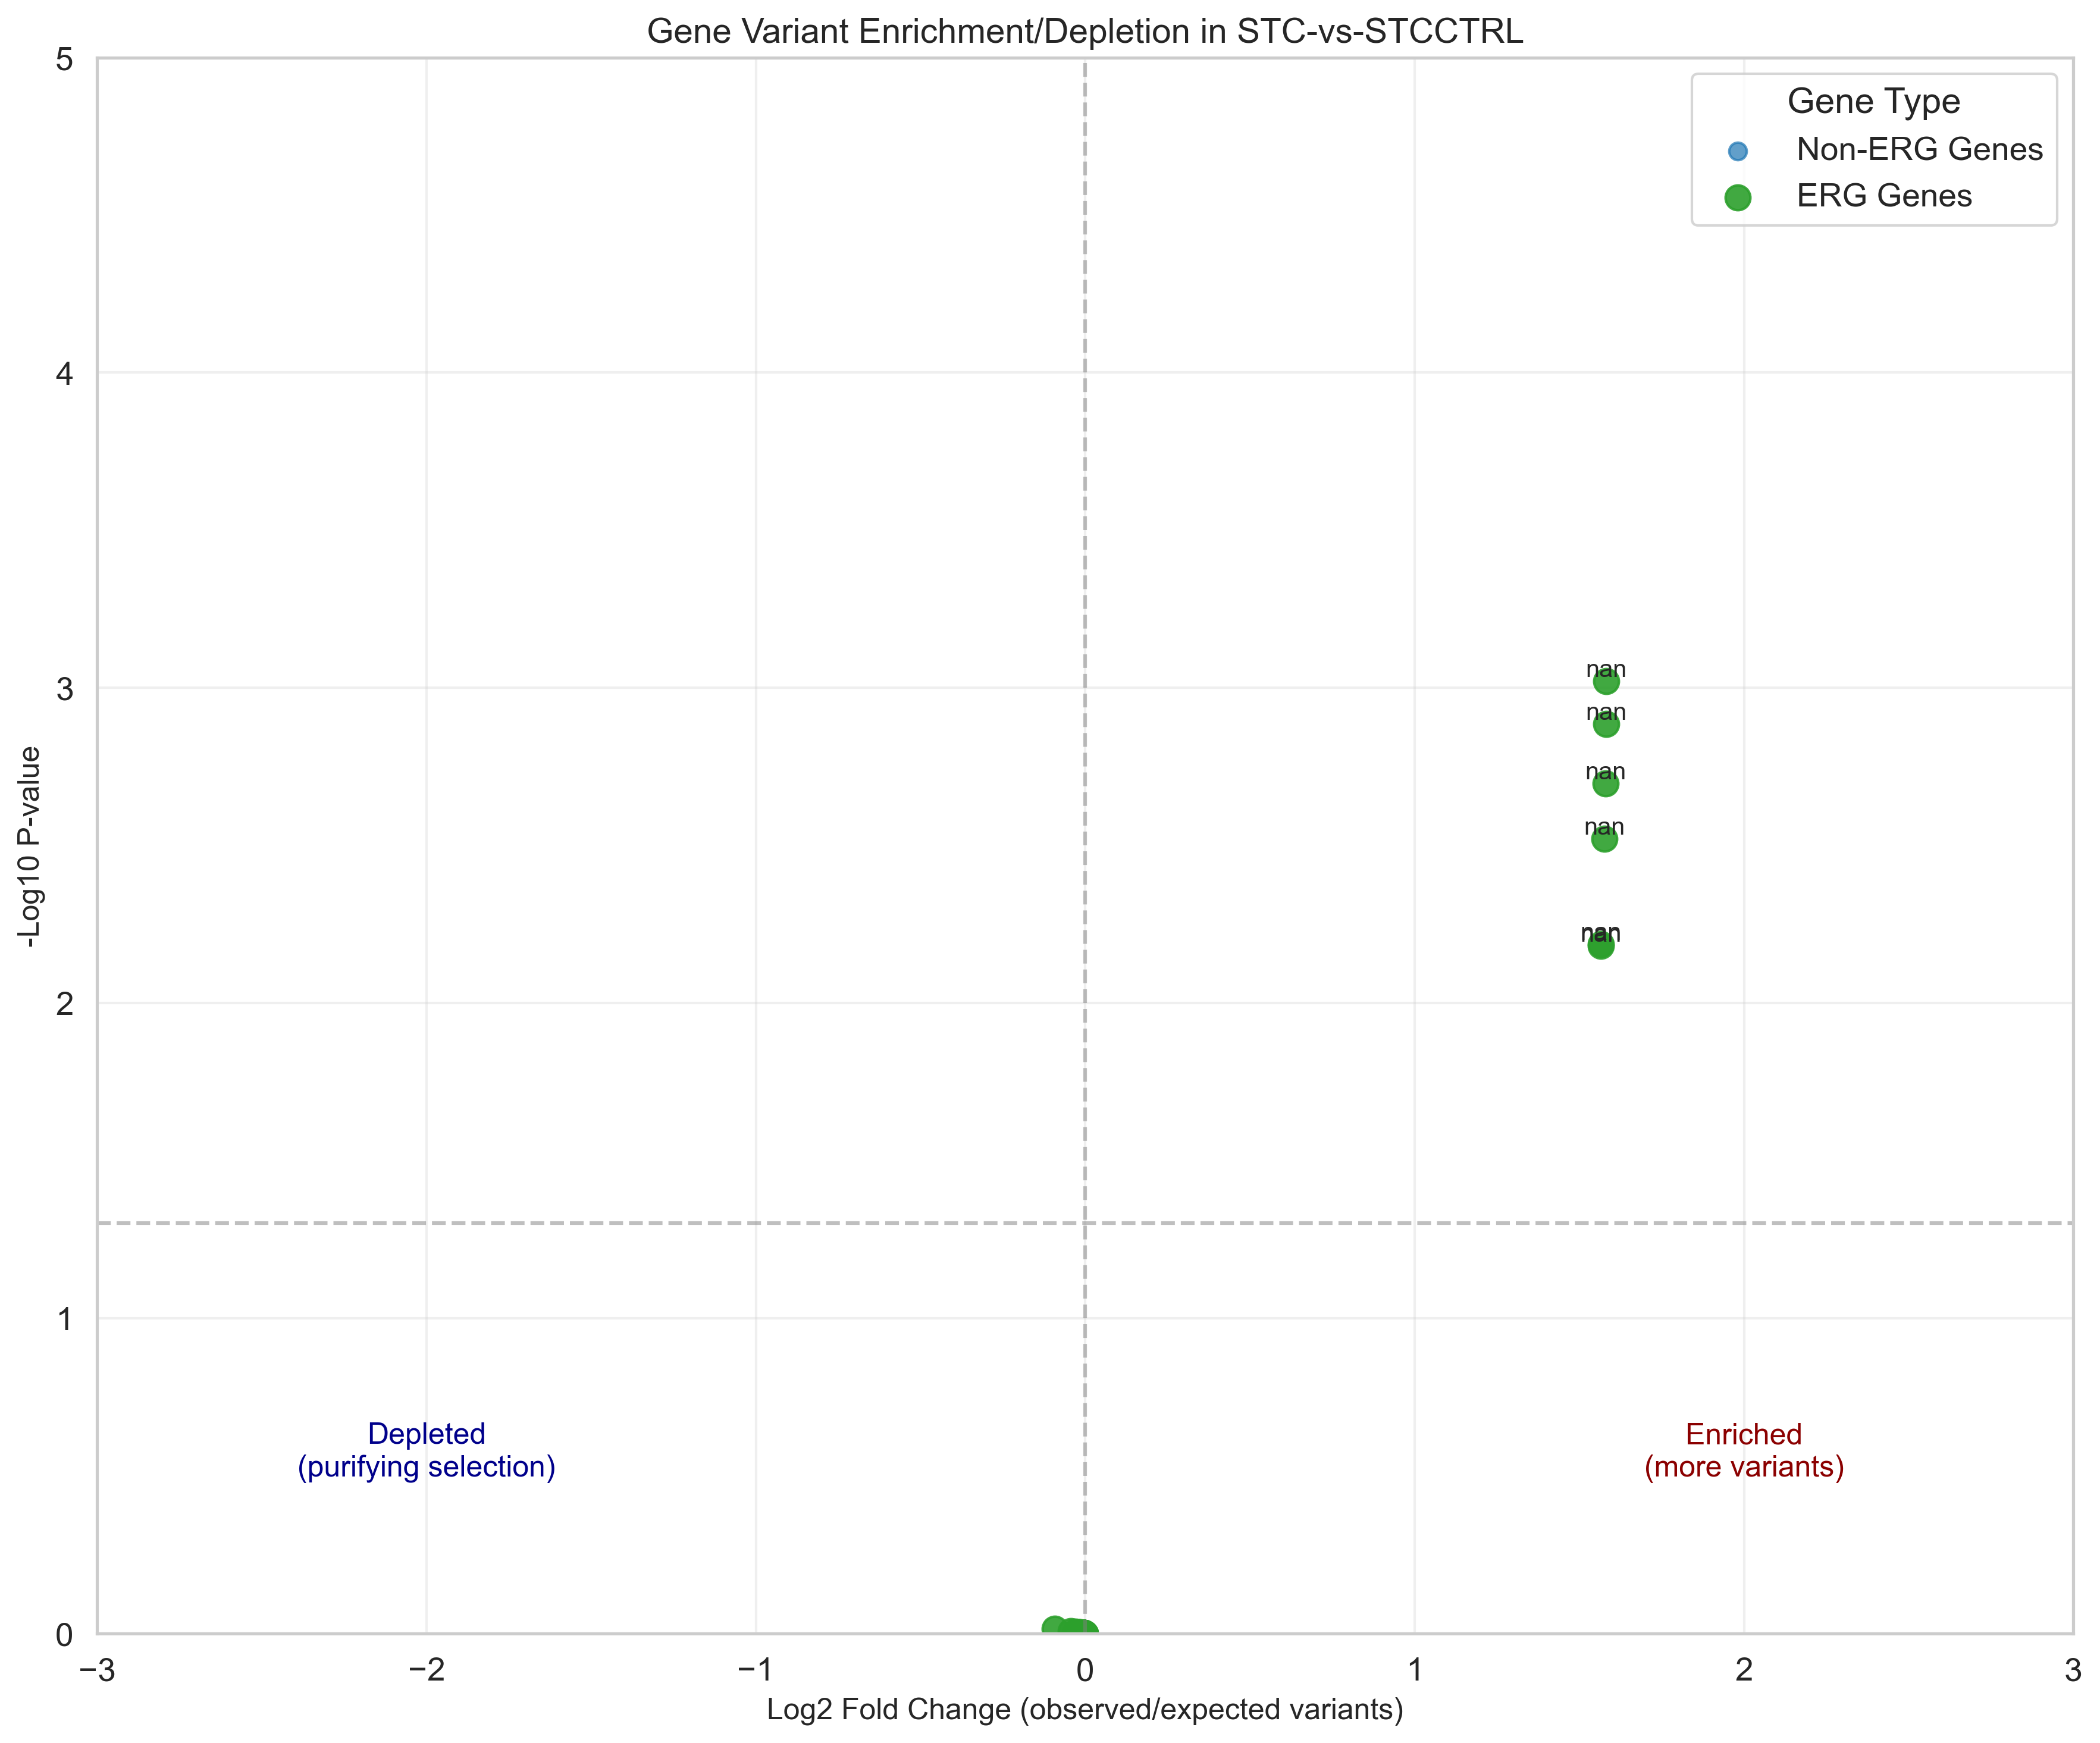 Gene Variant Enrichment/Depletion in STC-vs-STCCTRL
5
4
3
2
1
0
-Log10 P-value
Gene Type
Non-ERG Genes
ERG Genes
nan
nan
nan
nan
nan
nan
Depleted
(purifying selection)
Enriched
(more variants)
−3
−2
−1
0
1
2
3
Log2 Fold Change (observed/expected variants)